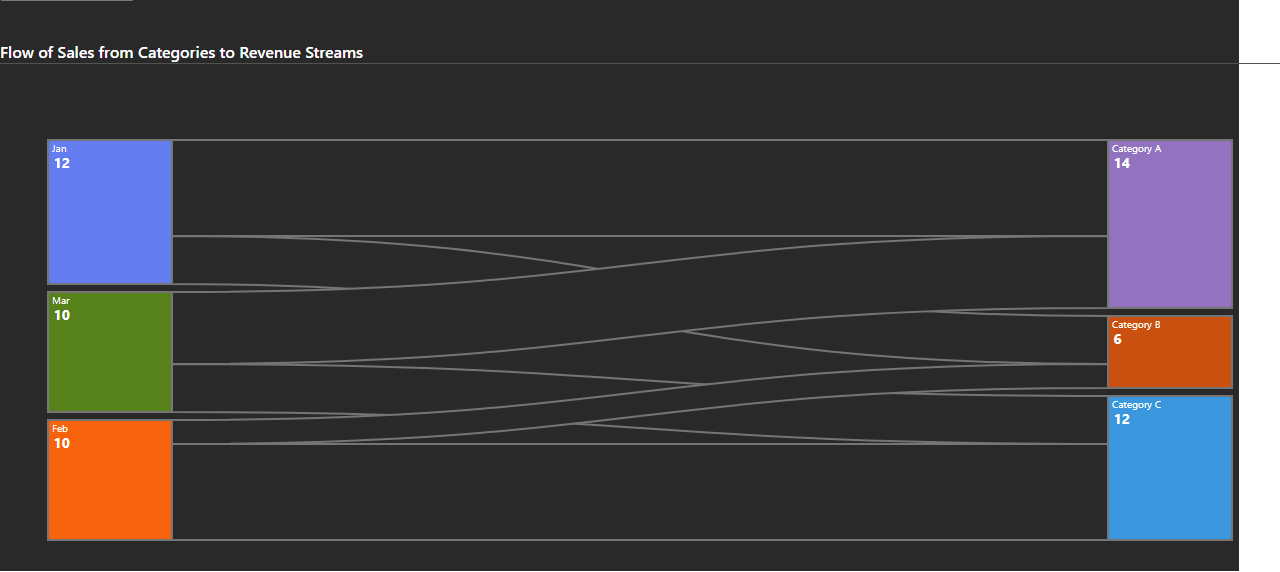 Flow of Sales from Categories to Revenue Streams
Jan
12
Mar
10
Feb
10
Category A
14
Category B
6
Category C
12